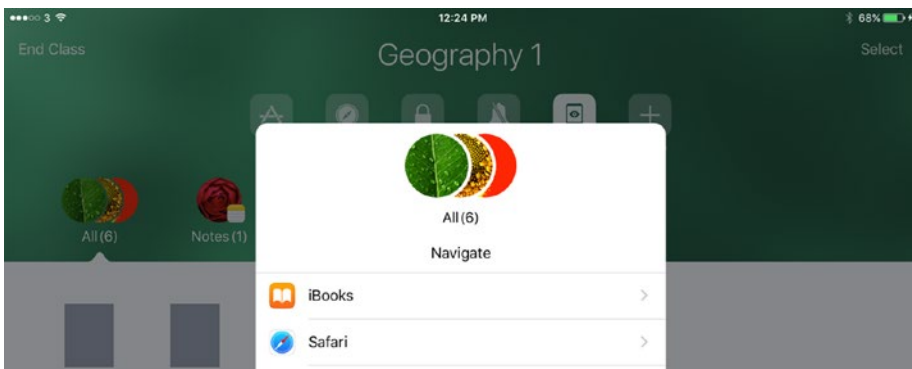 3 12:24 PM 68%
End Class Geography 1 Select
All (6)
Navigate
All (6) Notes (1)
iBooks
Safari